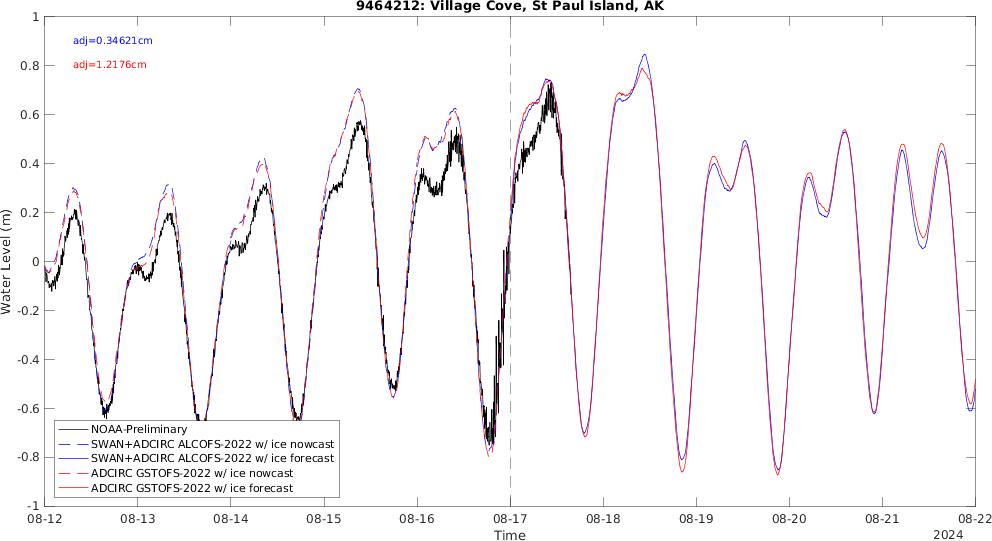 9464212: Village Cove, St Paul Island, AK
adj=0.34621cm
adj=1.2176cm
Water Level (m)
1
0.8
0.6
0.4
0.2
0
-0.2
-0.4
-0.6
-0.8
-1
NOAA-Preliminary
SWAN+ADCIRC ALCOFS-2022 w/ ice nowcast
SWAN+ADCIRC ALCOFS-2022 w/ ice forecast
ADCIRC GSTOFS-2022 w/ ice nowcast
ADCIRC GSTOFS-2022 w/ ice forecast
08-12 08-13 08-14 08-15 08-16 08-17 08-18 08-19 08-20 08-21 08-22
Time
2024